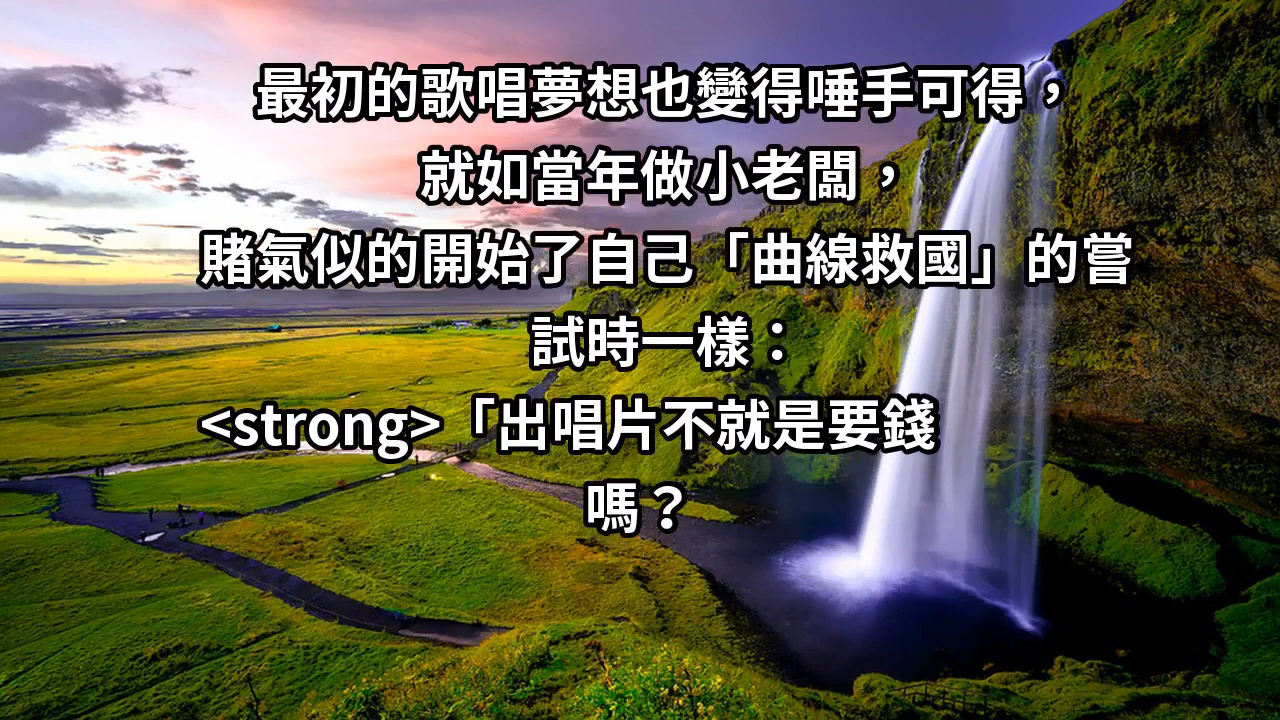 最初的歌唱夢想也變得唾手可得，
就如當年做小老闆，
賭氣似的開始了自己「曲線救國」的嘗
試時一樣：
<strong>「出唱片不就是要錢
嗎？